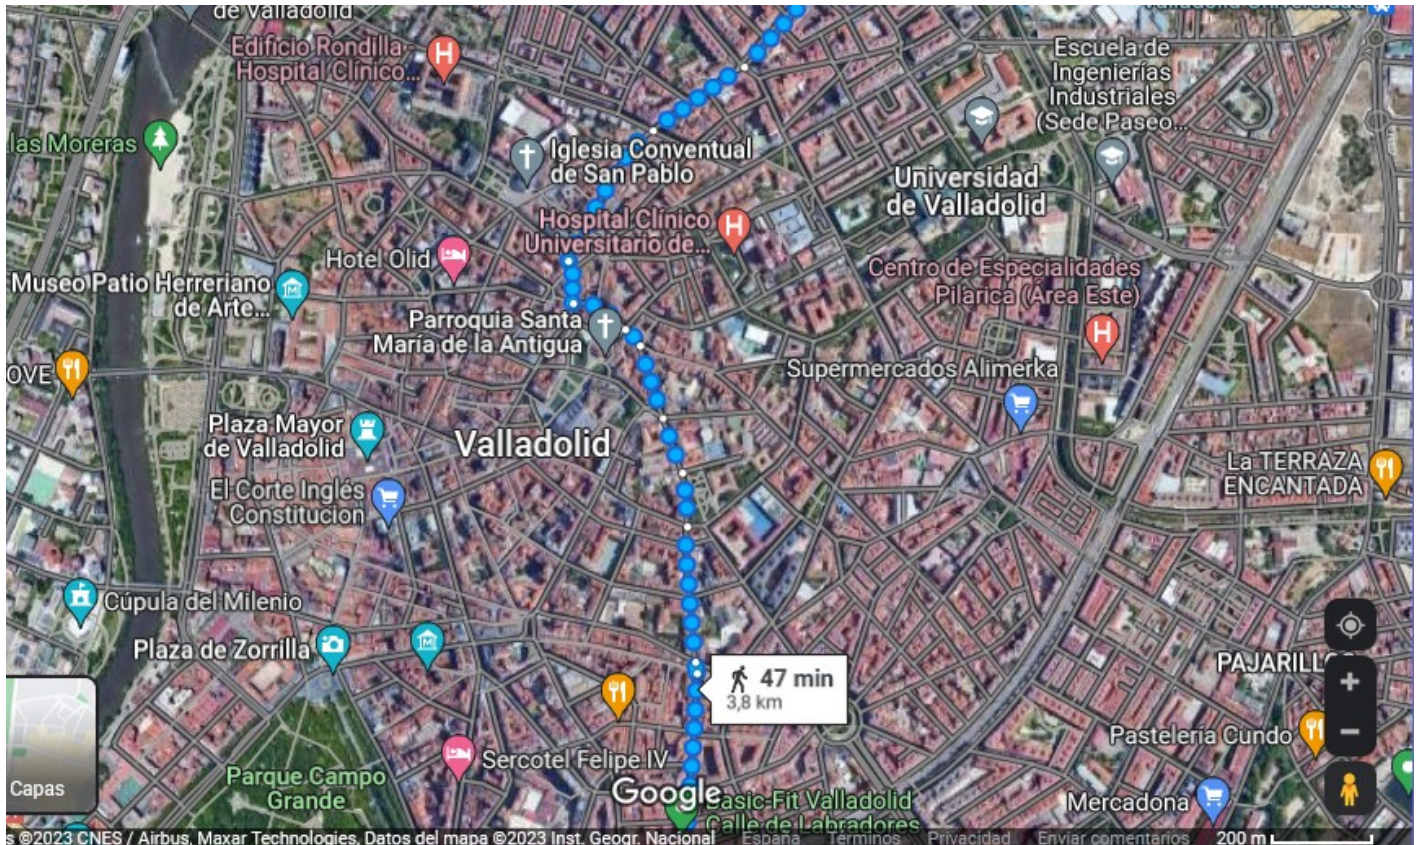 de Valladolid
Edificio Rondilla -
Hospital Clínico...
Escuela de
Ingenierías
Industriales
(Sede Paseo...
las Moreras
Iglesia Conventual
de San Pablo
Universidad
de Valladolid
Hospital Clínico
Universitario de...
Hotel Olid
Centro de Especialidades
Pilarica (Área Este)
Museo Patio Herreriano
de Arte...
Parroquia Santa
María de la Antigua
OVE
Supermercados Alimerka
Plaza Mayor
de Valladolid
Valladolid
La TERRAZA
ENCANTADA
El Corte Inglés
Constitucion
Cúpula del Milenio
Plaza de Zorrilla
47 min
3,8 km
PAJARILLO
Pastelería Cundo
Sercotel Felipe IV
Parque Campo
Grande
Capas
Google
Basic-Fit Valladolid
Calle de Labradores
Mercadona
s ©2023 CNES / Airbus, Maxar Technologies, Datos del mapa ©2023 Inst. Geogr. Nacional España Términos Privacidad Enviar comentarios 200 m